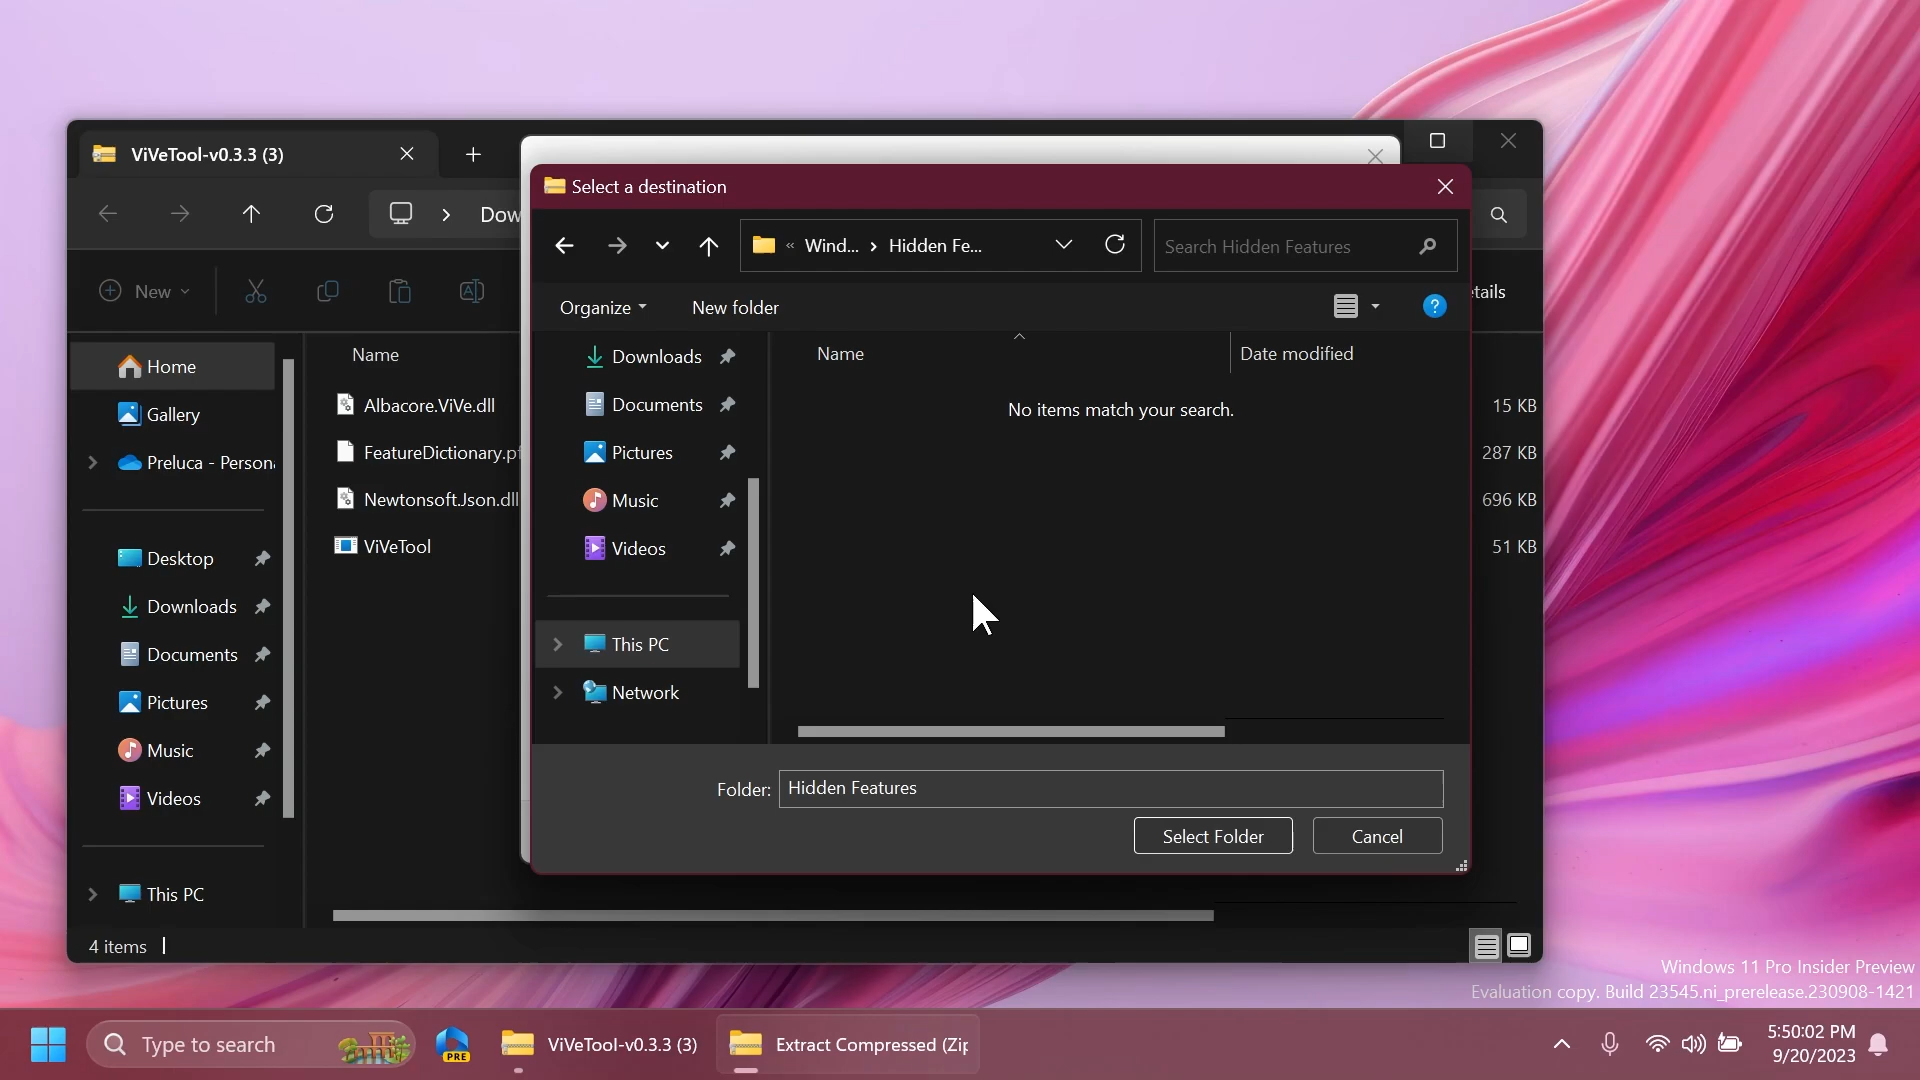 ViVeTool-v0.3.3 (3)
Dow
New
tails
Home
Gallery
Preluca - Persona
Desktop
Downloads
Documents
Pictures
Music
Videos
This PC
Name
Albacore.ViVe.dll
15 KB
FeatureDictionary.pf
287 KB
Newtonsoft.Json.dll
696 KB
ViVeTool
51 KB
4 items
Select a destination
« Wind... › Hidden Fe...
Search Hidden Features
Organize
New folder
?
Downloads
Documents
Pictures
Music
Videos
This PC
Network
Name
Date modified
No items match your search.
Folder: Hidden Features
Select Folder
Cancel
Windows 11 Pro Insider Preview
Evaluation copy. Build 23545.ni_prerelease.230908-1421
Type to search
PRE
ViVeTool-v0.3.3 (3)
Extract Compressed (Zip
5:50:02 PM
9/20/2023